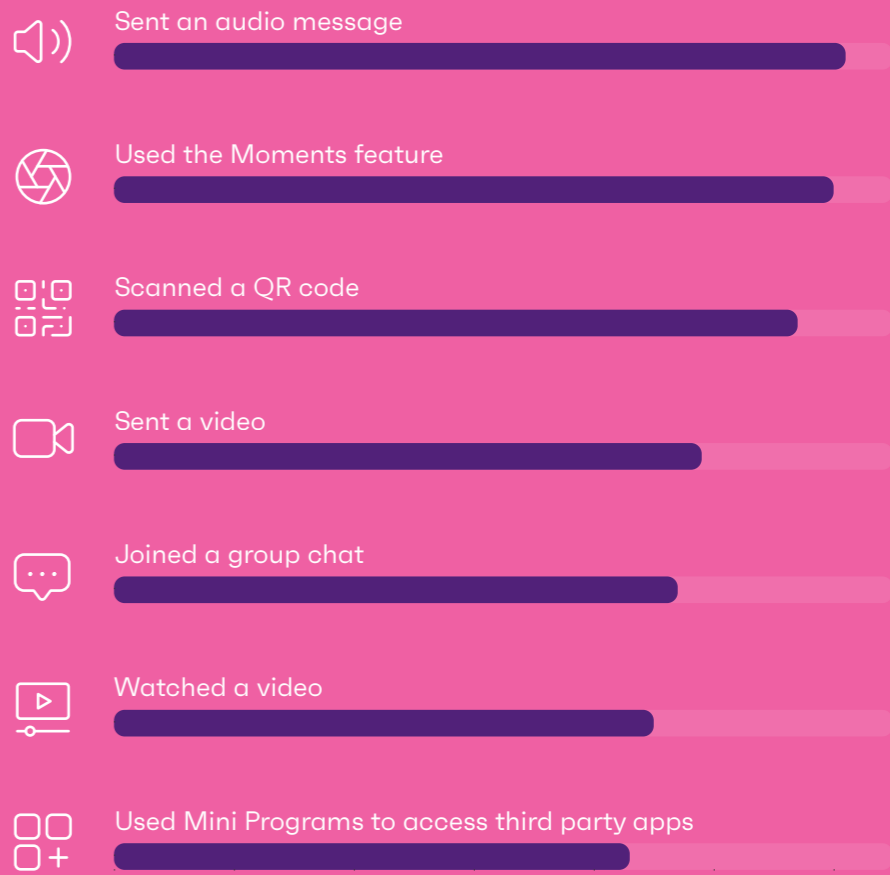 Sent an audio message
Used the Moments feature
Scanned a QR code
Sent a video
Joined a group chat
Watched a video
Used Mini Programs to access third party apps